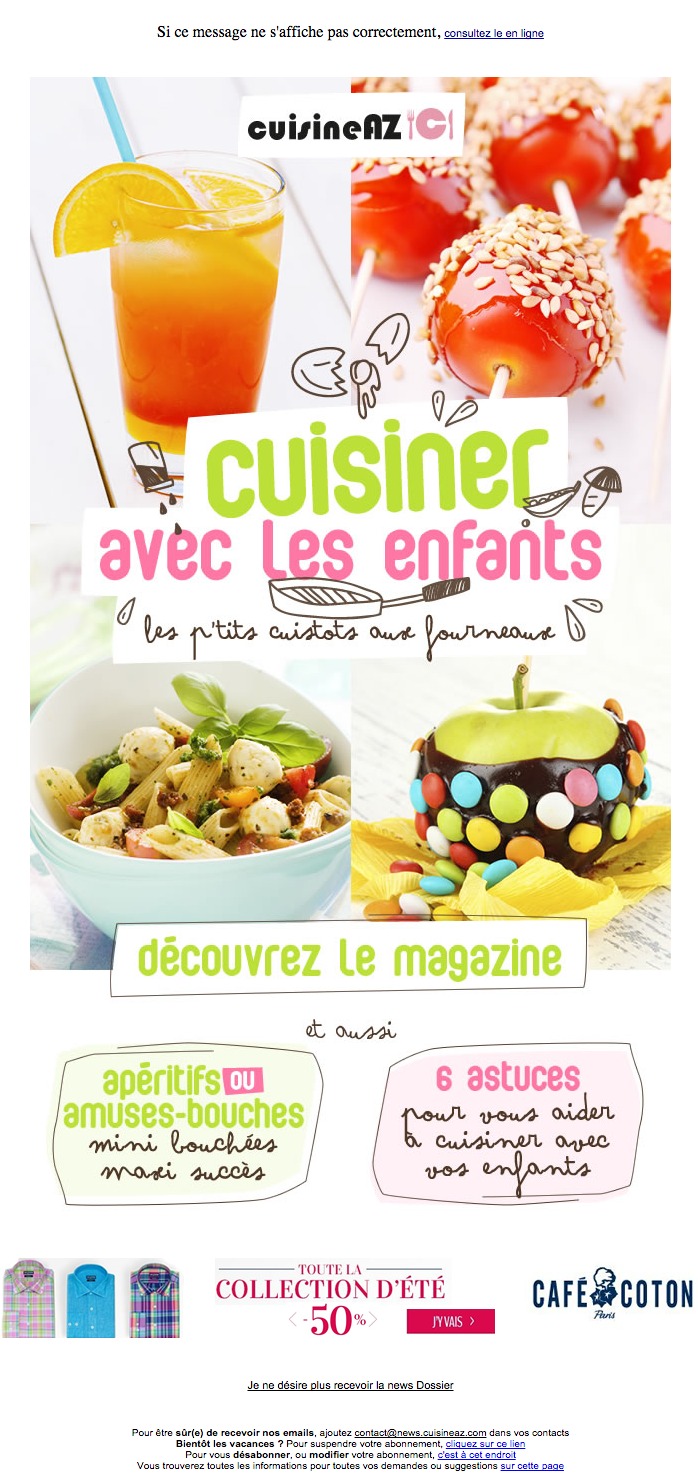 Si ce message ne s'affiche pas correctement, consultez le en ligne
cuisineAZ
cuisiner
avec les enfants
les p'tits cuistots aux fourneaux
découvrez le magazine
et aussi
apéritifs ou
amuses-bouches
mini bouchées
maxi succès
6 astuces
pour vous aider
à cuisiner avec
vos enfants
TOUTE LA
COLLECTION D'ÉTÉ
-50%
J'Y VAIS >
CAFÉ COTON
Paris
Je ne désire plus recevoir la news Dossier
Pour être sûr(e) de recevoir nos emails, ajoutez contact@news.cuisineaz.com dans vos contacts
Bientôt les vacances ? Pour suspendre votre abonnement, cliquez sur ce lien
Pour vous désabonner, ou modifier votre abonnement, c'est à cet endroit
Vous trouverez toutes les informations pour toutes vos demandes ou suggestions sur cette page